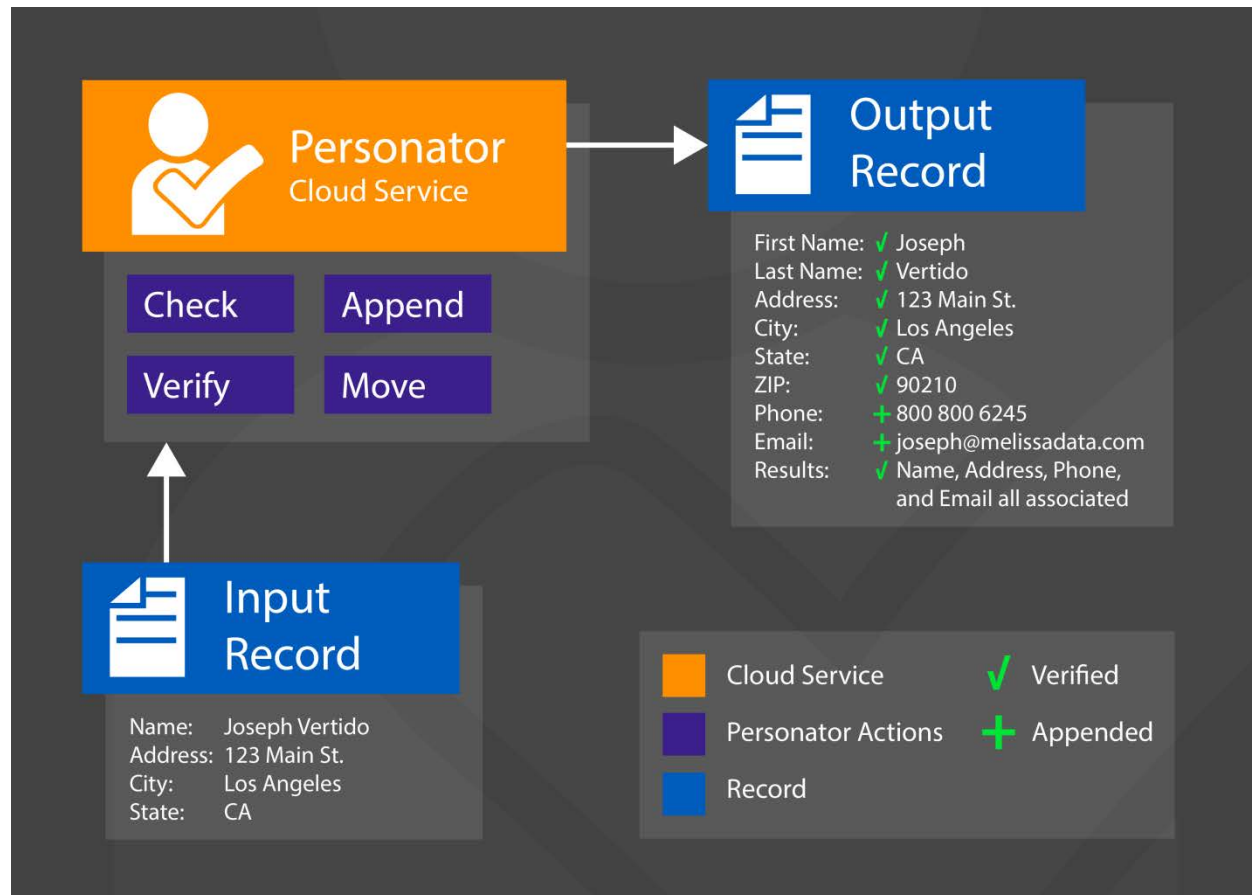 Personator
Cloud Service
Check
Append
Verify
Move
Output
Record
First Name: √ Joseph
Last Name: √ Vertido
Address: √ 123 Main St.
City: √ Los Angeles
State: √ CA
ZIP: √ 90210
Phone: + 800 800 6245
Email: + joseph@melissadata.com
Results: √ Name, Address, Phone,
and Email all associated
Input
Record
Name: Joseph Vertido
Address: 123 Main St.
City: Los Angeles
State: CA
Cloud Service
√ Verified
Personator Actions
+ Appended
Record